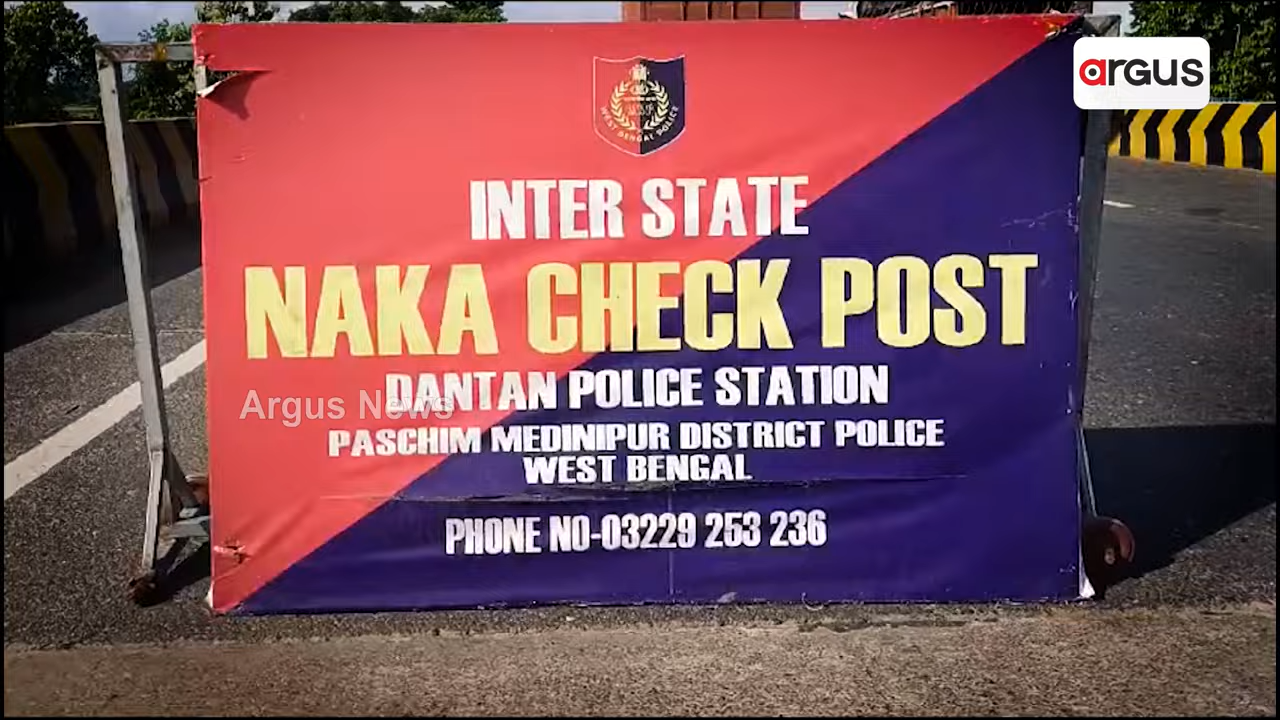 argus
WEST BENGAL POLICE
INTER STATE
NAKA CHECK POST
DANTAN POLICE STATION
Argus News
PASCHIM MEDINIPUR DISTRICT POLICE
WEST BENGAL
PHONE NO-03229 253 236